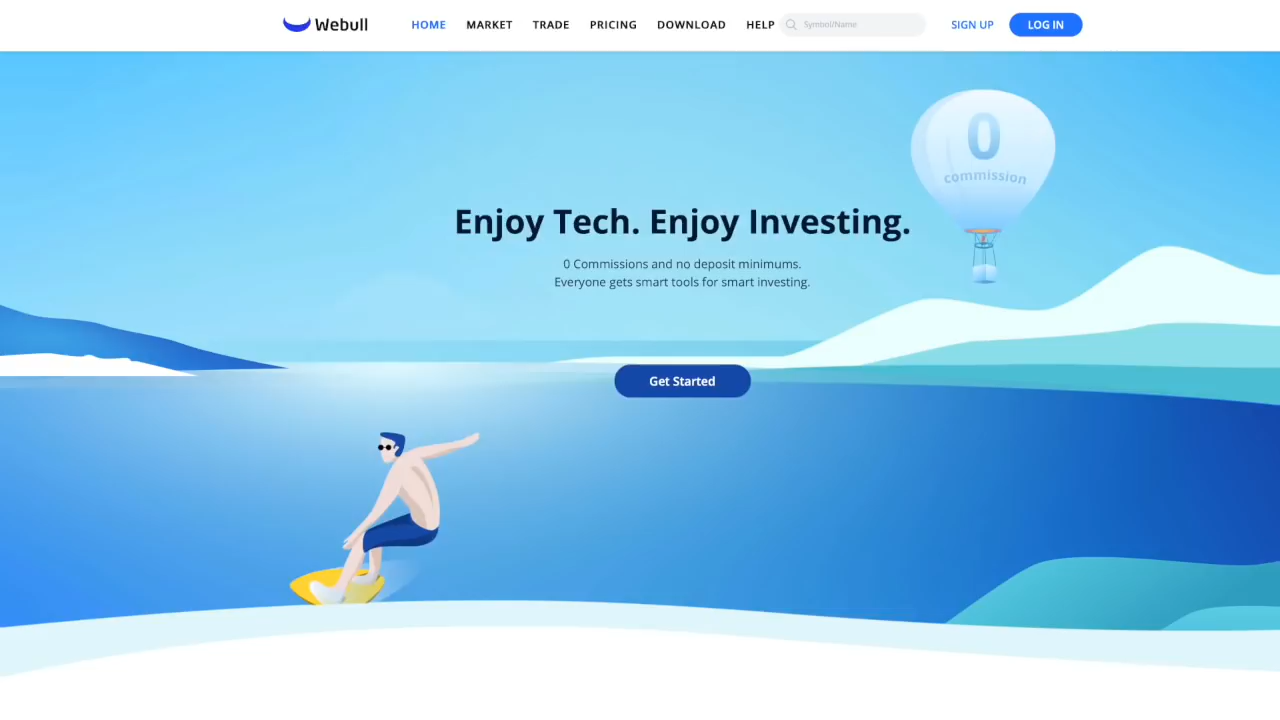 Webull HOME MARKET TRADE PRICING DOWNLOAD HELP Symbol/Name SIGN UP LOG IN
0
commission
Enjoy Tech. Enjoy Investing.
0 Commissions and no deposit minimums.
Everyone gets smart tools for smart investing.
Get Started